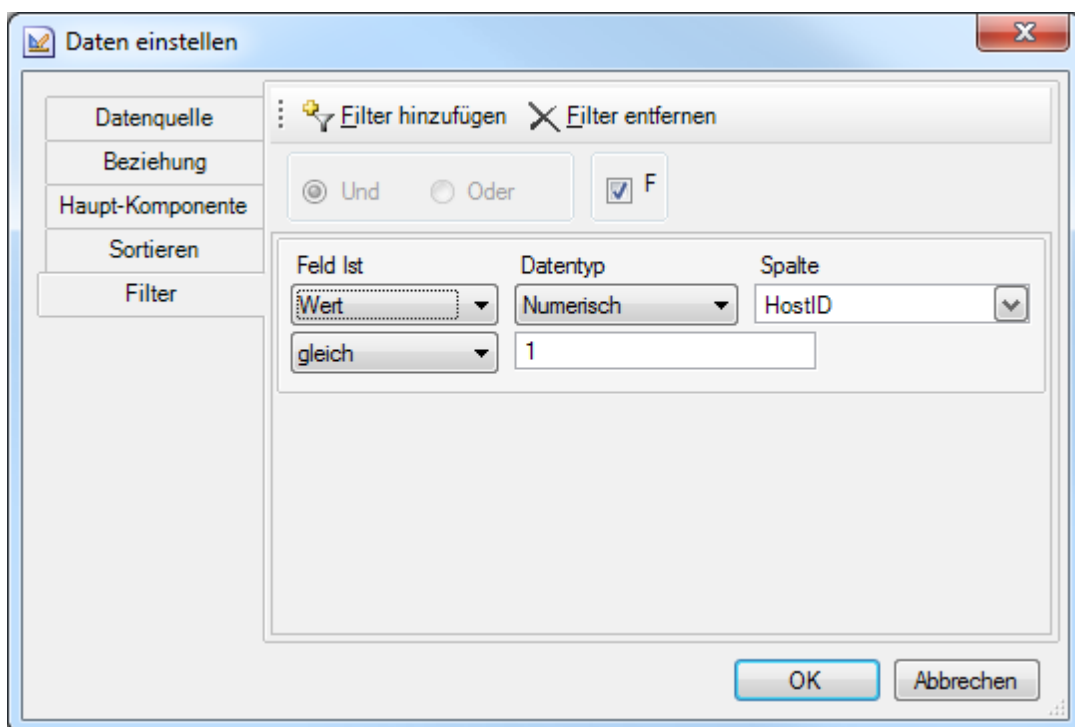 Daten einstellen
Datenquelle
Beziehung
Haupt-Komponente
Sortieren
Filter
Filter hinzufügen Filter entfernen
Und Oder F
Feld Ist Datentyp Spalte
Wert Numerisch HostID
gleich 1
OK Abbrechen